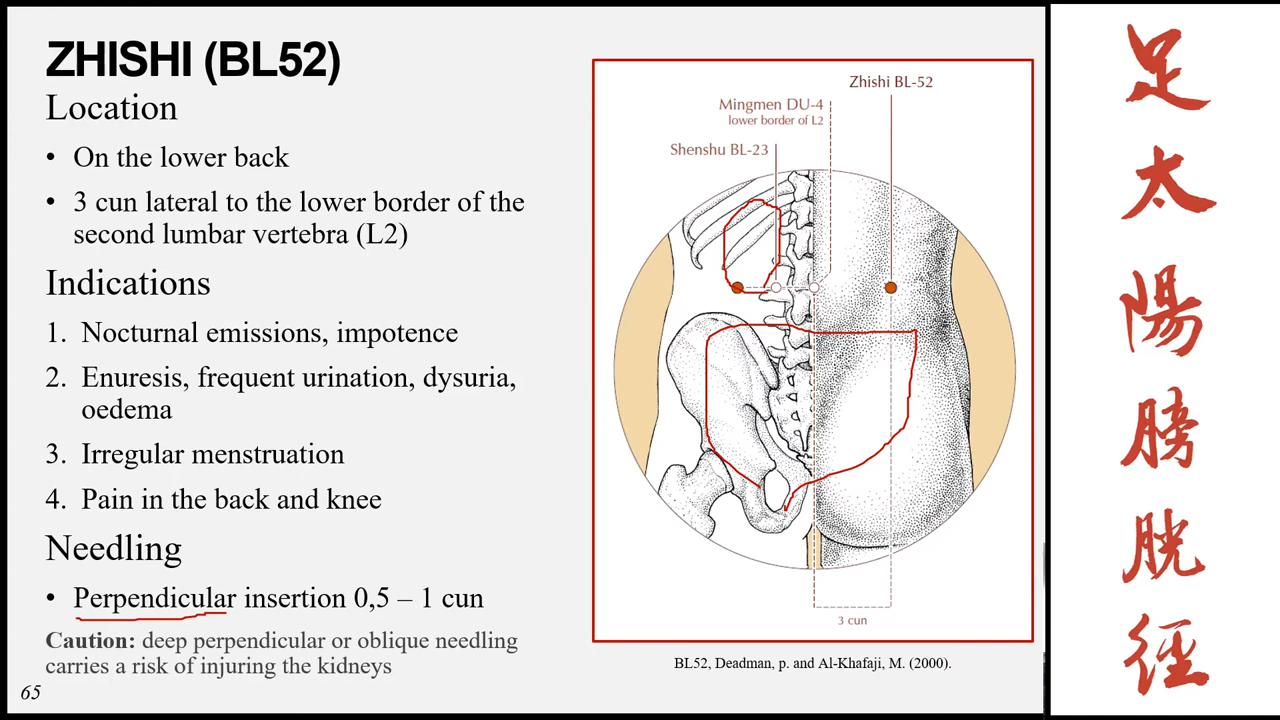 ZHISHI (BL52)
Location
• On the lower back
• 3 cun lateral to the lower border of the
second lumbar vertebra (L2)
Indications
1. Nocturnal emissions, impotence
2. Enuresis, frequent urination, dysuria,
oedema
3. Irregular menstruation
4. Pain in the back and knee
Needling
• Perpendicular insertion 0,5 – 1 cun
Caution: deep perpendicular or oblique needling
carries a risk of injuring the kidneys
65
Zhishi BL-52
Mingmen DU-4
lower border of L2
Shenshu BL-23
3 cun
BL52, Deadman, p. and Al-Khafaji, M. (2000).
足
太
陽
膀
胱
徑